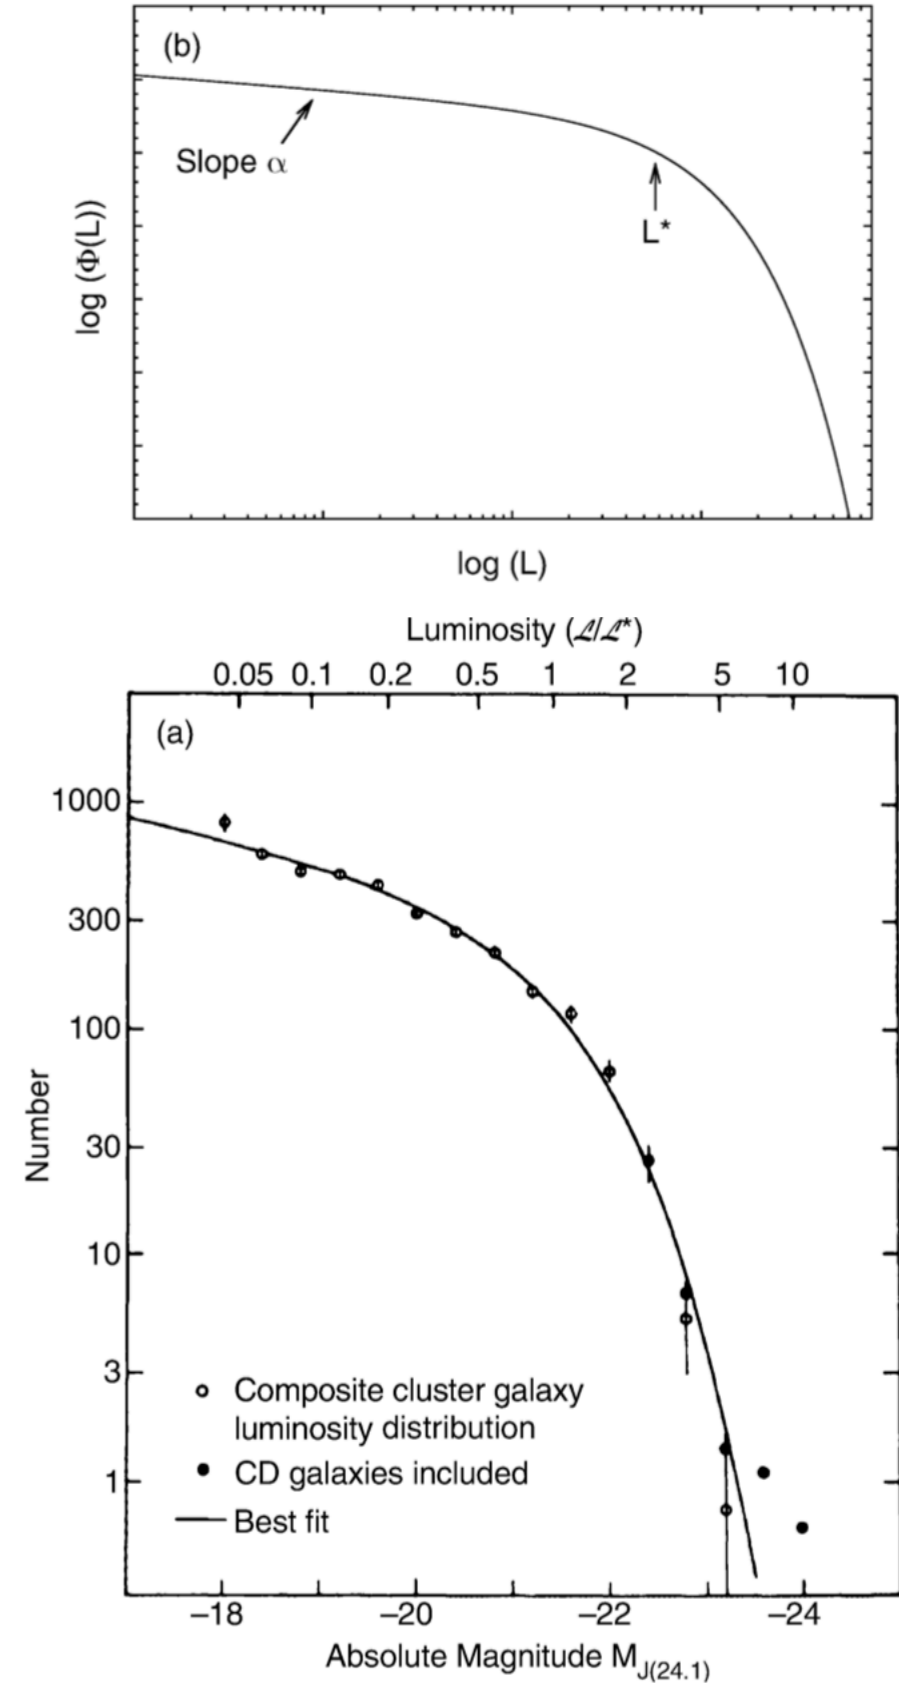 (b)
Slope α
L*
log (Φ(L))
log (L)
Luminosity (ℒ/ℒ*)
0.05 0.1 0.2 0.5 1 2 5 10
(a)
1000
300
100
30
10
3
1
Number
Composite cluster galaxy
luminosity distribution
CD galaxies included
Best fit
–18 –20 –22 –24
Absolute Magnitude M J(24.1)